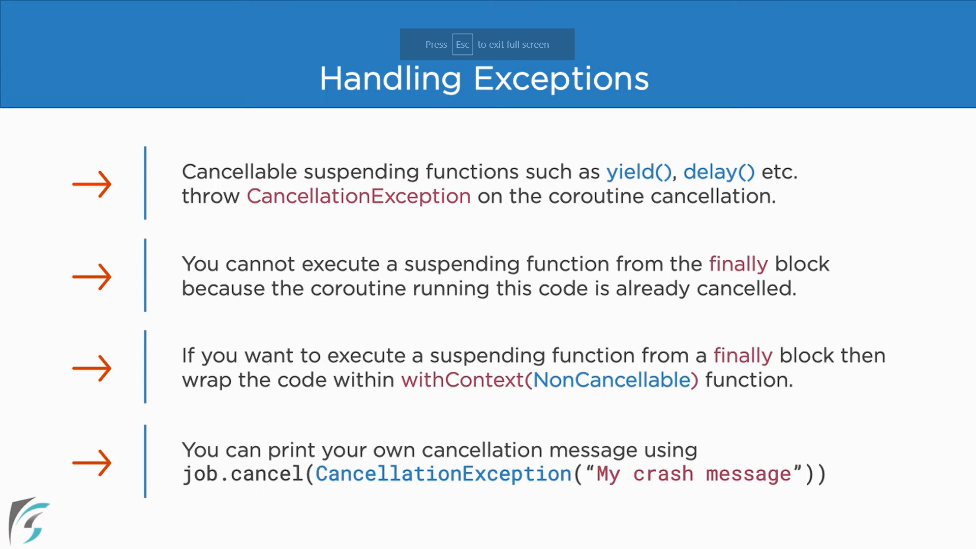 Press Esc to exit full screen
Handling Exceptions
Cancellable suspending functions such as yield(), delay() etc.
throw CancellationException on the coroutine cancellation.
You cannot execute a suspending function from the finally block
because the coroutine running this code is already cancelled.
If you want to execute a suspending function from a finally block then
wrap the code within withContext(NonCancellable) function.
You can print your own cancellation message using
job.cancel(CancellationException(“My crash message”))